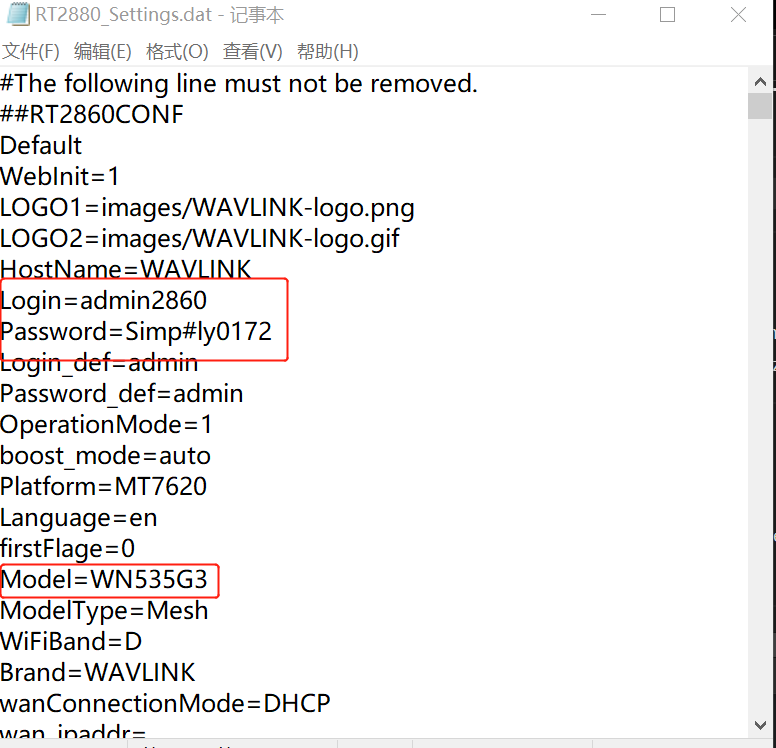 RT2880_Settings.dat - 记事本
文件(F) 编辑(E) 格式(O) 查看(V) 帮助(H)
#The following line must not be removed.
##RT2860CONF
Default
WebInit=1
LOGO1=images/WAVLINK-logo.png
LOGO2=images/WAVLINK-logo.gif
HostName=WAVLINK
Login=admin2860
Password=Simp#ly0172
Login_def=admin
Password_def=admin
OperationMode=1
boost_mode=auto
Platform=MT7620
Language=en
firstFlage=0
Model=WN535G3
ModelType=Mesh
WiFiBand=D
Brand=WAVLINK
wanConnectionMode=DHCP
wan_ipaddr=